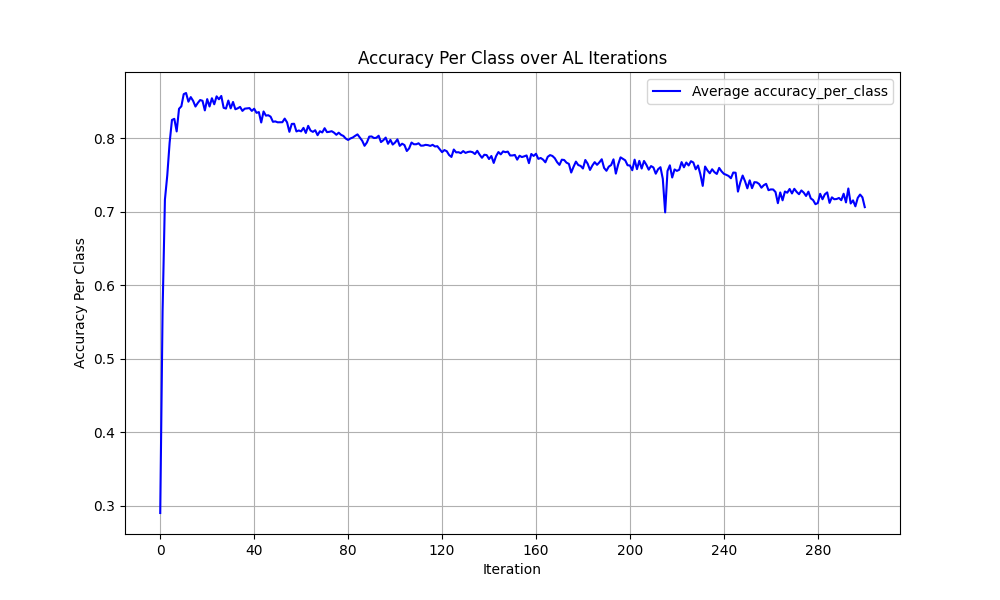 Accuracy Per Class over AL Iterations
Average accuracy_per_class
Accuracy Per Class
0.8
0.7
0.6
0.5
0.4
0.3
0 40 80 120 160 200 240 280
Iteration